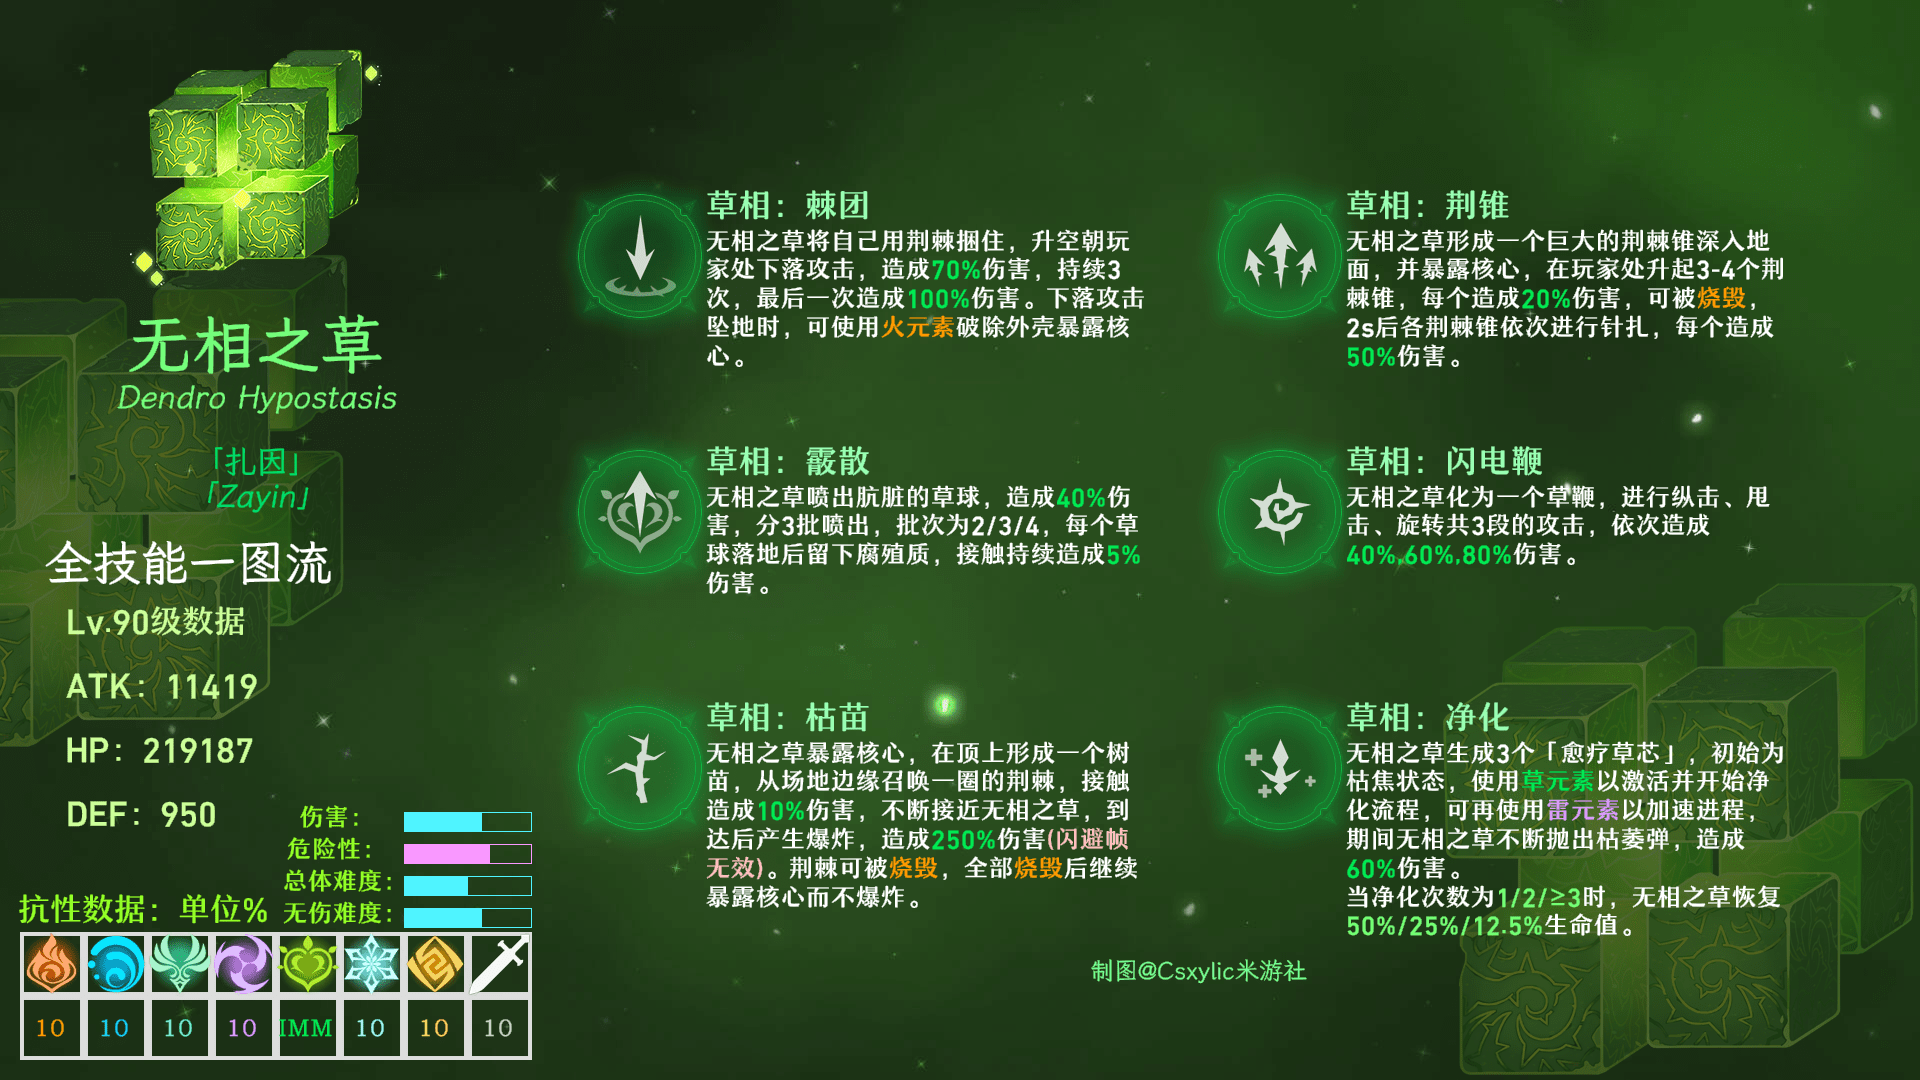 无相之草
Dendro Hypostasis
「扎因」
「Zayin」
全技能一图流
Lv.90级数据
ATK：11419
HP：219187
DEF：950
伤害：
危险性：
总体难度：
无伤难度：
抗性数据：单位%
10 10 10 10 IMM 10 10 10
草相：棘团
无相之草将自己用荆棘捆住，升空朝玩
家处下落攻击，造成70%伤害，持续3
次，最后一次造成100%伤害。下落攻击
坠地时，可使用火元素破除外壳暴露核
心。
草相：荆锥
无相之草形成一个巨大的荆棘锥深入地
面，并暴露核心，在玩家处升起3-4个荆
棘锥，每个造成20%伤害，可被烧毁，
2s后各荆棘锥依次进行针扎，每个造成
50%伤害。
草相：霰散
无相之草喷出肮脏的草球，造成40%伤
害，分3批喷出，批次为2/3/4，每个草
球落地后留下腐殖质，接触持续造成5%
伤害。
草相：闪电鞭
无相之草化为一个草鞭，进行纵击、甩
击、旋转共3段的攻击，依次造成
40%,60%,80%伤害。
草相：枯苗
无相之草暴露核心，在顶上形成一个树
苗，从场地边缘召唤一圈的荆棘，接触
造成10%伤害，不断接近无相之草，到
达后产生爆炸，造成250%伤害(闪避帧
无效)。荆棘可被烧毁，全部烧毁后继续
暴露核心而不爆炸。
草相：净化
无相之草生成3个「愈疗草芯」，初始为
枯焦状态，使用草元素以激活并开始净
化流程，可再使用雷元素以加速进程，
期间无相之草不断抛出枯萎弹，造成
60%伤害。
当净化次数为1/2/≥3时，无相之草恢复
50%/25%/12.5%生命值。
制图@Csxylic米游社